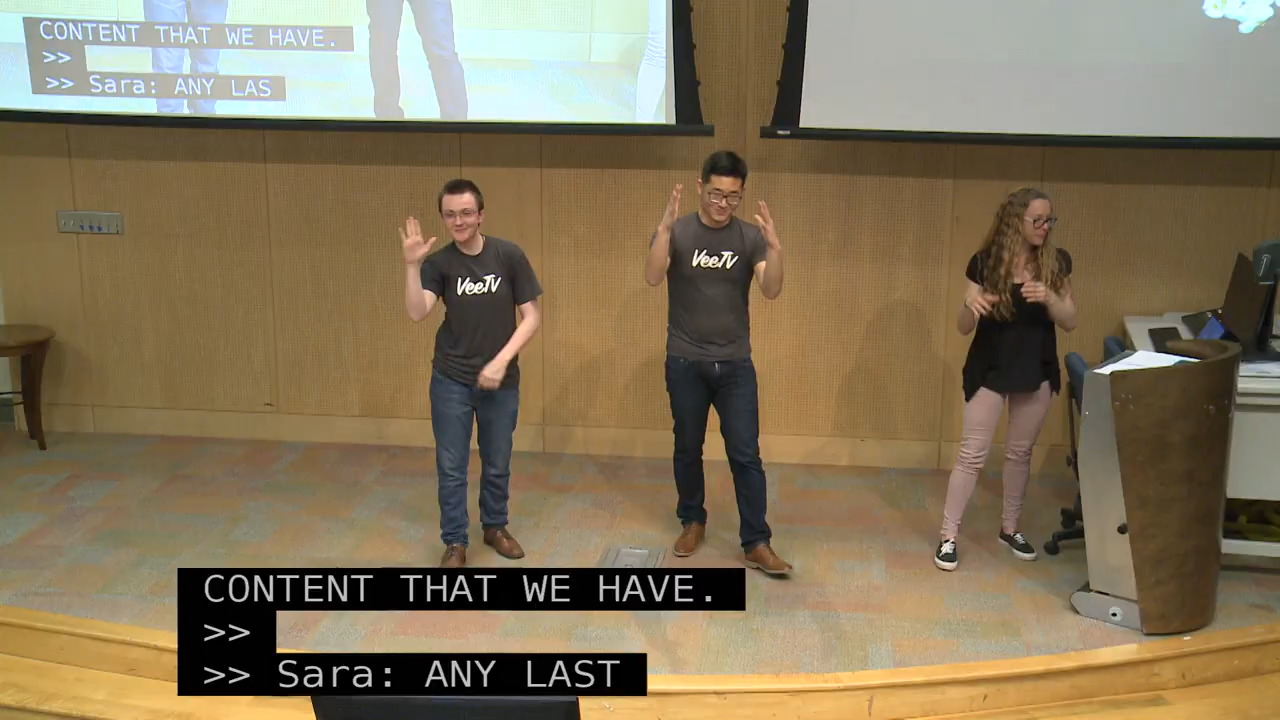 CONTENT THAT WE HAVE.
>>
>> Sara: ANY LAS
VeeTV
VeeTV
CONTENT THAT WE HAVE.
>>
>> Sara: ANY LAST